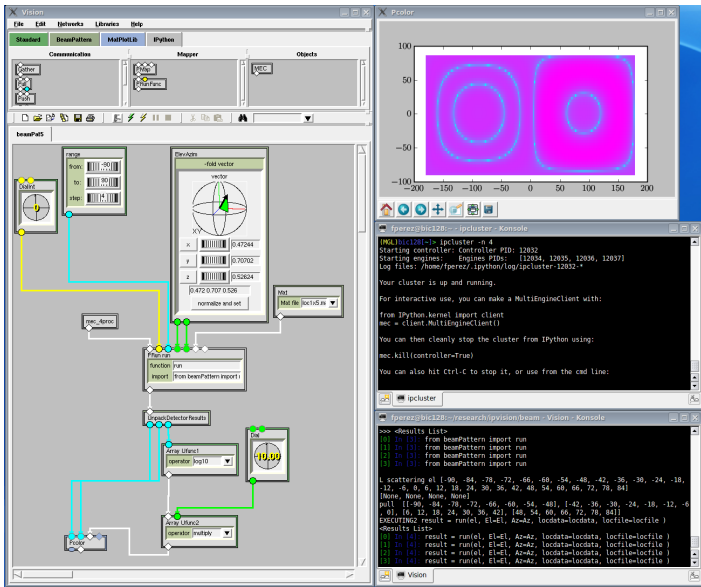 Vision
File Edit Networks Libraries Help
Standard BeamPattern MatPlotLib IPython
Communication Mapper Objects
Gather
Pull
Push
PMap
PRunFunc
MEC
beamPat5
DialInt
0
range
from: -90
to: 90
step:
ElevAzim
-fold vector
vector
XY
x 0.47244
y 0.70702
z 0.52624
0.472 0.707 0.526
normalize and set
Mat
Mat file loc1x5.m
mec_4proc
PRun run
function run
import from beamPattern import
UnpackDetectorResults
Array Ufunc1
operator log10
Dial
-10.00
Array Ufunc2
operator multiply
Pcolor
Pcolor
100
50
0
−50
−100
−200 −150 −100 −50 0 50 100 150 200
fperez@bic128:~ - ipcluster - Konsole
(MGL)bic128[~]> ipcluster -n 4
Starting controller: Controller PID: 12032
Starting engines: Engines PIDs: [12034, 12035, 12036, 12037]
Log files: /home/fperez/.ipython/log/ipcluster-12032-*
Your cluster is up and running.
For interactive use, you can make a MultiEngineClient with:
from IPython.kernel import client
mec = client.MultiEngineClient()
You can then cleanly stop the cluster from IPython using:
mec.kill(controller=True)
You can also hit Ctrl-C to stop it, or use from the cmd line:
ipcluster
fperez@bic128:~/research/ipvision/beam - Vision - Konsole
>>> <Results List>
[0] In [3]: from beamPattern import run
[1] In [3]: from beamPattern import run
[2] In [3]: from beamPattern import run
[3] In [3]: from beamPattern import run
L scattering el [-90, -84, -78, -72, -66, -60, -54, -48, -42, -36, -30, -24, -18,
-12, -6, 0, 6, 12, 18, 24, 30, 36, 42, 48, 54, 60, 66, 72, 78, 84]
[None, None, None, None]
pull [[-90, -84, -78, -72, -66, -60, -54, -48], [-42, -36, -30, -24, -18, -12, -6
, 0], [6, 12, 18, 24, 30, 36, 42], [48, 54, 60, 66, 72, 78, 84]]
EXECUTING2 result = run(el, El=El, Az=Az, locdata=locdata, locfile=locfile )
<Results List>
[0] In [4]: result = run(el, El=El, Az=Az, locdata=locdata, locfile=locfile )
[1] In [4]: result = run(el, El=El, Az=Az, locdata=locdata, locfile=locfile )
[2] In [4]: result = run(el, El=El, Az=Az, locdata=locdata, locfile=locfile )
[3] In [4]: result = run(el, El=El, Az=Az, locdata=locdata, locfile=locfile )
Vision